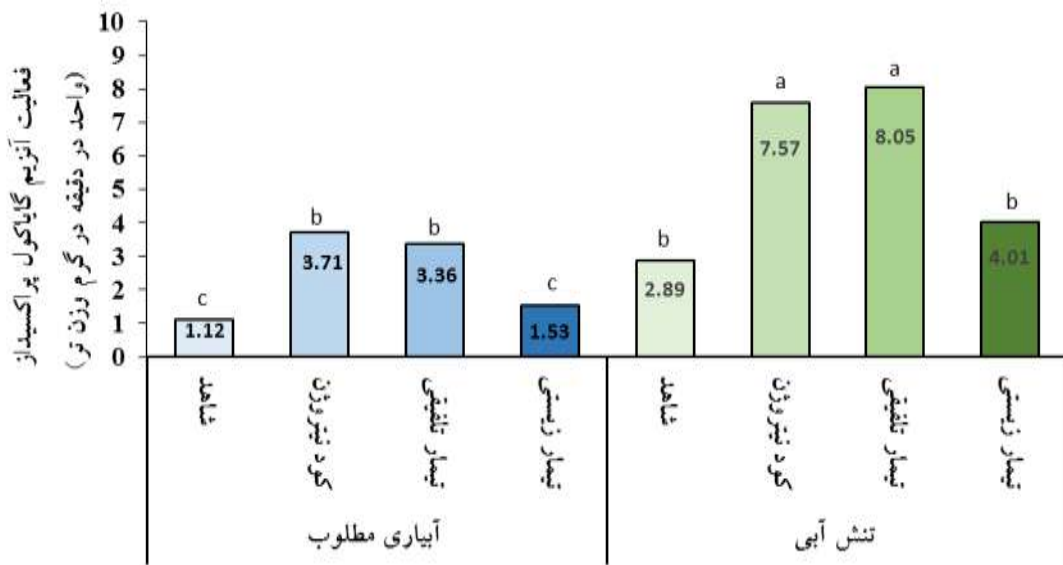 فعالیت آنزیم گایاکول پراکسیداز
(واحد در دقیقه در گرم وزن تر)
10
9
8
7
6
5
4
3
2
1
0
c
1.12
b
3.71
b
3.36
c
1.53
b
2.89
a
7.57
a
8.05
b
4.01
شاهد
کود نیتروژن
تیمار تلفیقی
تیمار زیستی
شاهد
کود نیتروژن
تیمار تلفیقی
تیمار زیستی
آبیاری مطلوب
تنش آبی